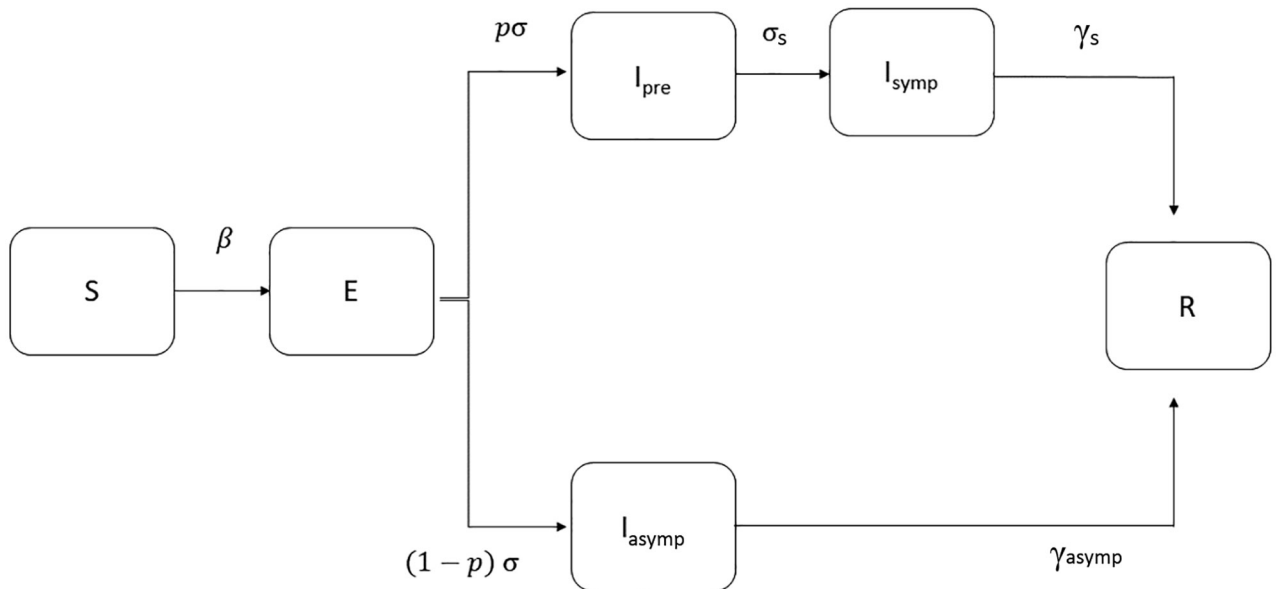 pσ
σs
γs
Ipre
Isymp
β
S
E
R
Iasymp
(1 − p) σ
γasymp